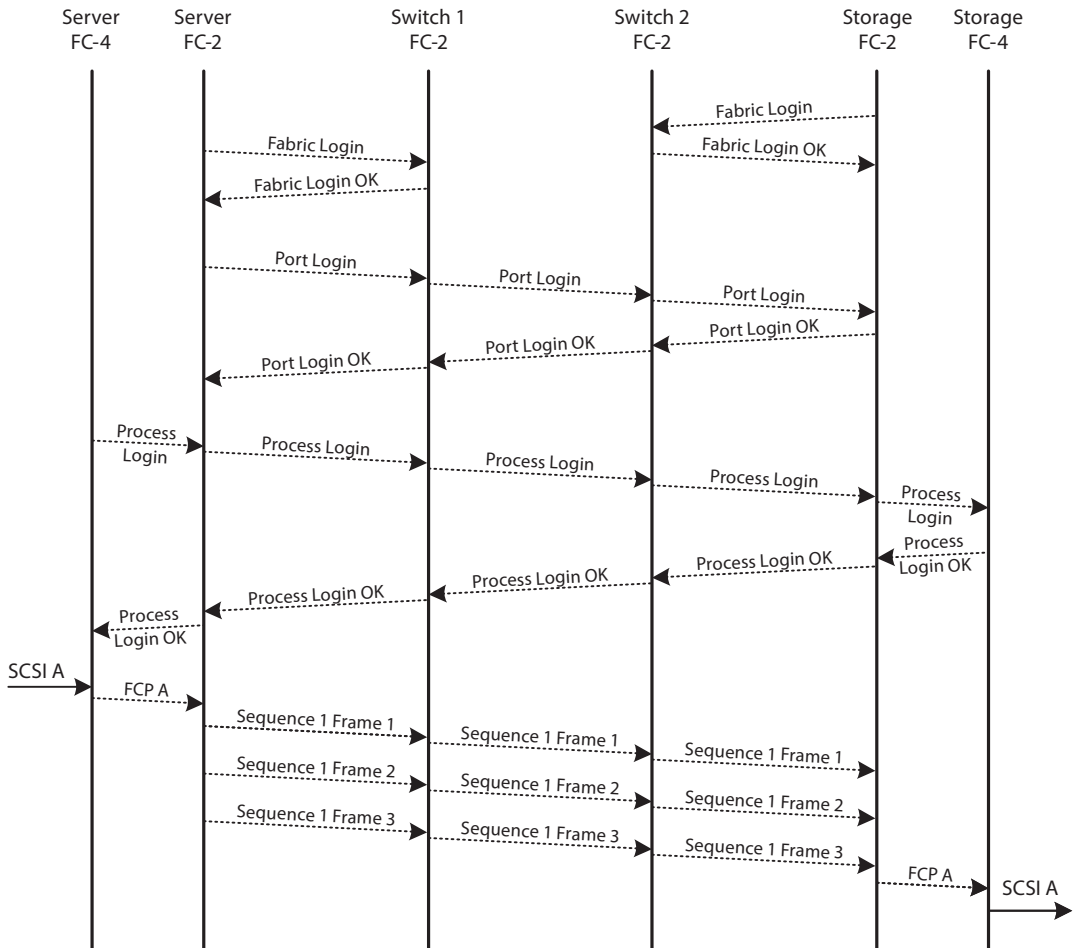 Server
FC-4
Server
FC-2
Switch 1
FC-2
Switch 2
FC-2
Storage
FC-2
Storage
FC-4
Fabric Login
Fabric Login OK
Fabric Login
Fabric Login OK
Port Login
Port Login
Port Login
Port Login OK
Port Login OK
Port Login OK
Process
Login
Process Login
Process Login
Process Login
Process
Login
Process
Login OK
Process Login OK
Process Login OK
Process Login OK
Process
Login OK
SCSI A
FCP A
Sequence 1 Frame 1
Sequence 1 Frame 1
Sequence 1 Frame 1
Sequence 1 Frame 2
Sequence 1 Frame 2
Sequence 1 Frame 2
Sequence 1 Frame 3
Sequence 1 Frame 3
Sequence 1 Frame 3
FCP A
SCSI A